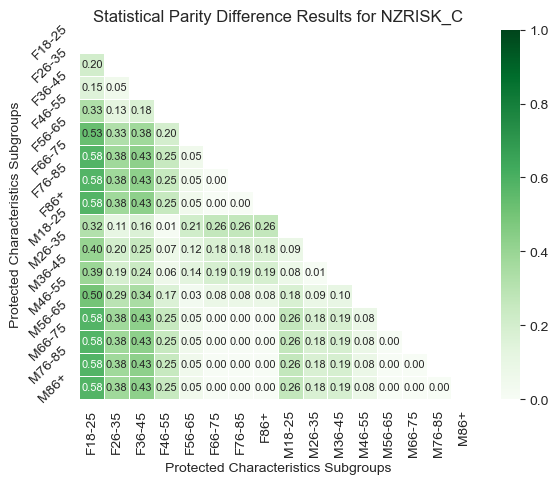 Statistical Parity Difference Results for NZRISK_C
Protected Characteristics Subgroups
F18-25
F26-35 0.20
F36-45 0.15 0.05
F46-55 0.33 0.13 0.18
F56-65 0.53 0.33 0.38 0.20
F66-75 0.58 0.38 0.43 0.25 0.05
F76-85 0.58 0.38 0.43 0.25 0.05 0.00
F86+ 0.58 0.38 0.43 0.25 0.05 0.00 0.00
M18-25 0.32 0.11 0.16 0.01 0.21 0.26 0.26 0.26
M26-35 0.40 0.20 0.25 0.07 0.12 0.18 0.18 0.18 0.09
M36-45 0.39 0.19 0.24 0.06 0.14 0.19 0.19 0.19 0.08 0.01
M46-55 0.50 0.29 0.34 0.17 0.03 0.08 0.08 0.08 0.18 0.09 0.10
M56-65 0.58 0.38 0.43 0.25 0.05 0.00 0.00 0.00 0.26 0.18 0.19 0.08
M66-75 0.58 0.38 0.43 0.25 0.05 0.00 0.00 0.00 0.26 0.18 0.19 0.08 0.00
M76-85 0.58 0.38 0.43 0.25 0.05 0.00 0.00 0.00 0.26 0.18 0.19 0.08 0.00 0.00
M86+ 0.58 0.38 0.43 0.25 0.05 0.00 0.00 0.00 0.26 0.18 0.19 0.08 0.00 0.00 0.00
F18-25 F26-35 F36-45 F46-55 F56-65 F66-75 F76-85 F86+ M18-25 M26-35 M36-45 M46-55 M56-65 M66-75 M76-85 M86+
Protected Characteristics Subgroups
1.0
0.8
0.6
0.4
0.2
0.0